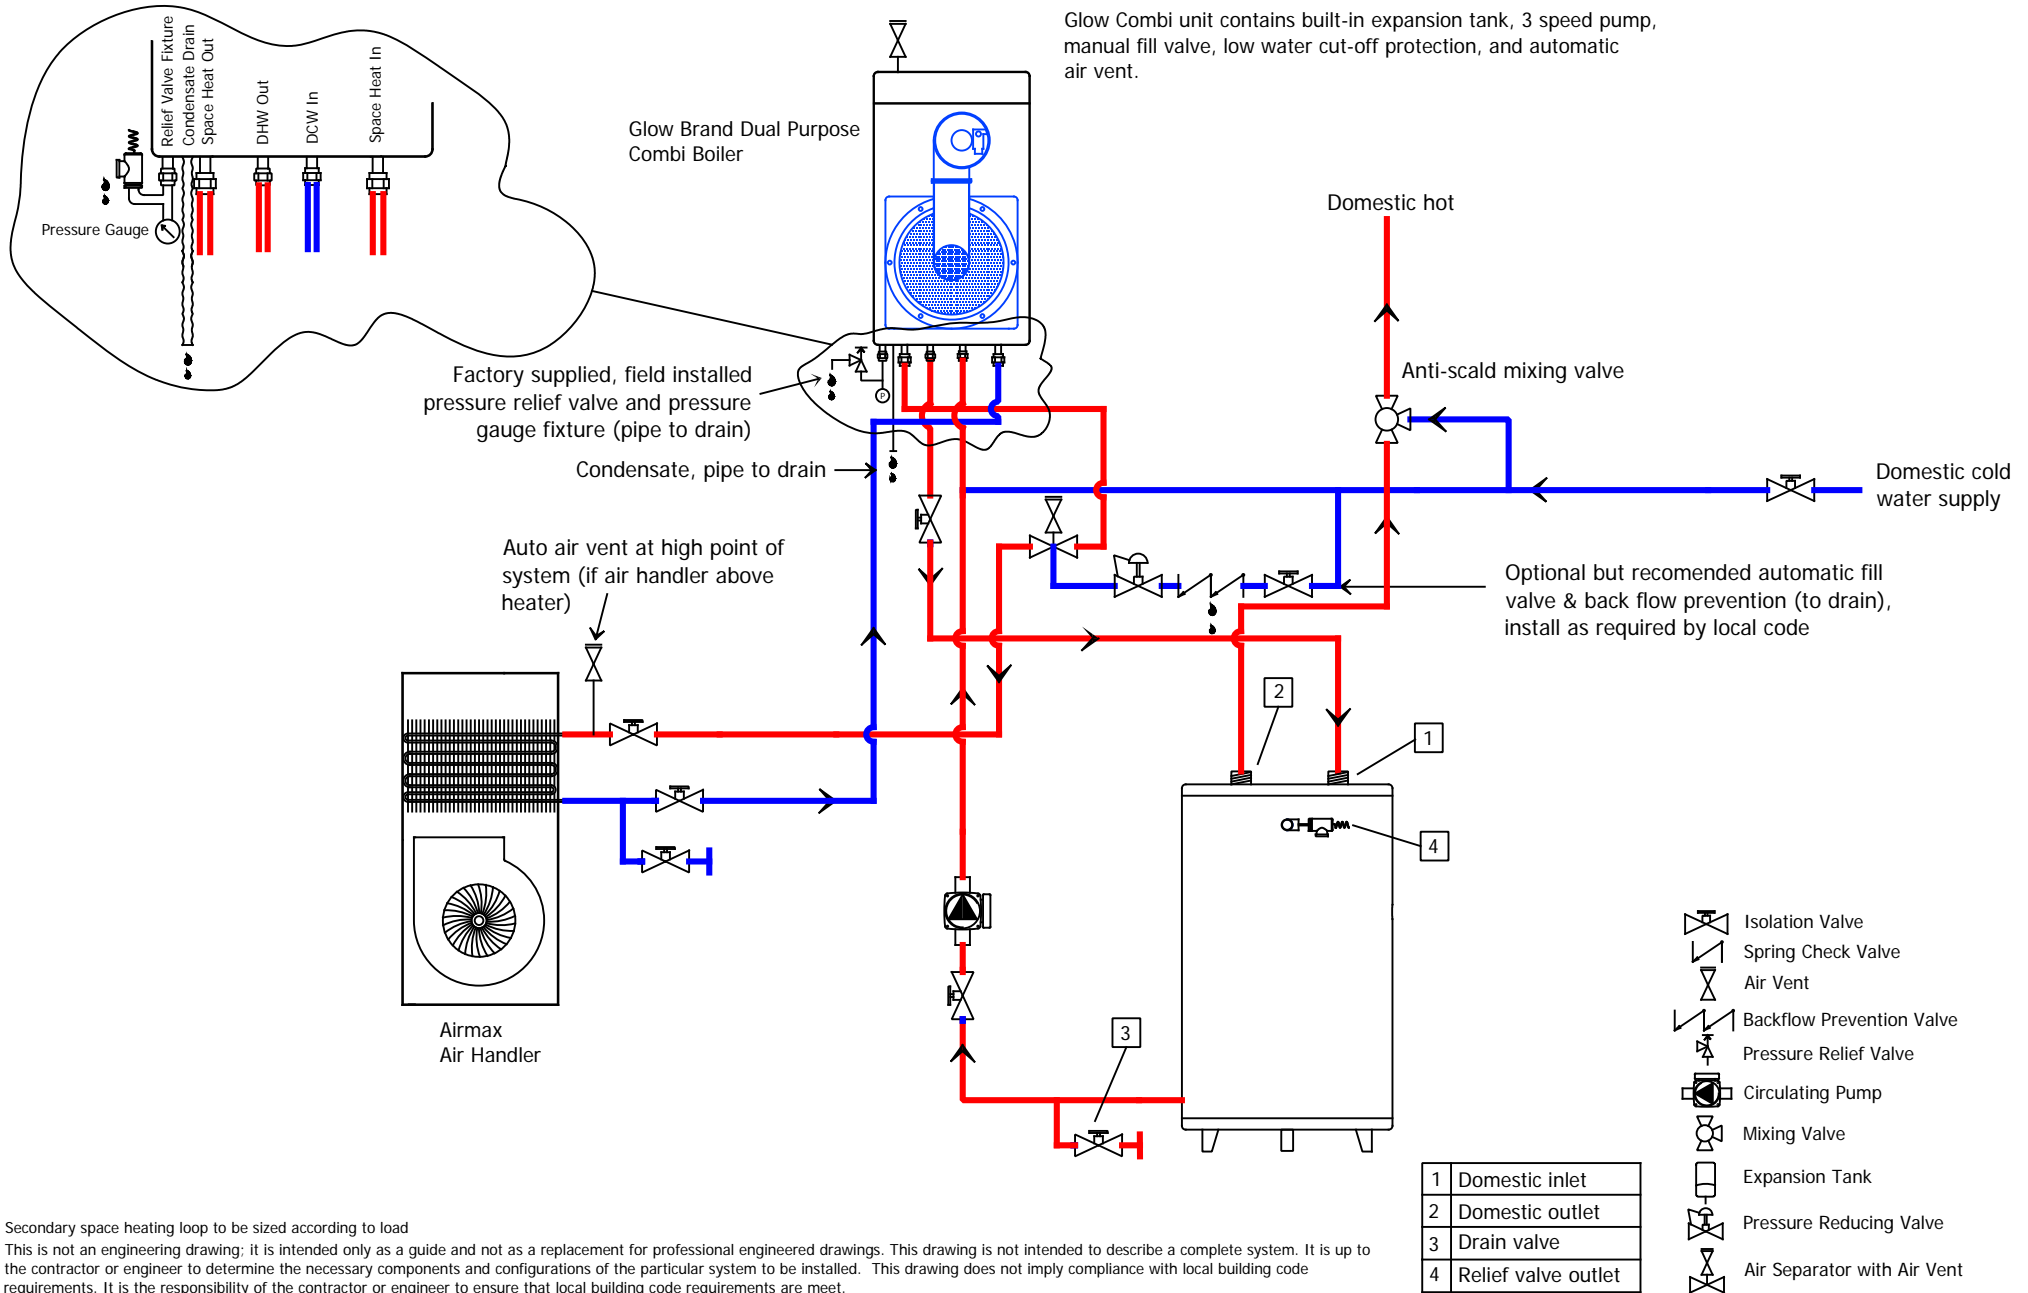 Glow Combi unit contains built-in expansion tank, 3 speed pump,
manual fill valve, low water cut-off protection, and automatic
air vent.
Relief Valve Fixture
Condensate Drain
Space Heat Out
DHW Out
DCW In
Space Heat In
Pressure Gauge
Glow Brand Dual Purpose
Combi Boiler
Domestic hot
Anti-scald mixing valve
Factory supplied, field installed
pressure relief valve and pressure
gauge fixture (pipe to drain)
P
Condensate, pipe to drain
Domestic cold
water supply
Auto air vent at high point of
system (if air handler above
heater)
Optional but recomended automatic fill
valve & back flow prevention (to drain),
install as required by local code
2
1
4
3
Airmax
Air Handler
Isolation Valve
Spring Check Valve
Air Vent
Backflow Prevention Valve
Pressure Relief Valve
Circulating Pump
Mixing Valve
Expansion Tank
Pressure Reducing Valve
Air Separator with Air Vent
1 Domestic inlet
2 Domestic outlet
3 Drain valve
4 Relief valve outlet
Secondary space heating loop to be sized according to load
This is not an engineering drawing; it is intended only as a guide and not as a replacement for professional engineered drawings. This drawing is not intended to describe a complete system. It is up to
the contractor or engineer to determine the necessary components and configurations of the particular system to be installed. This drawing does not imply compliance with local building code
requirements. It is the responsibility of the contractor or engineer to ensure that local building code requirements are meet.